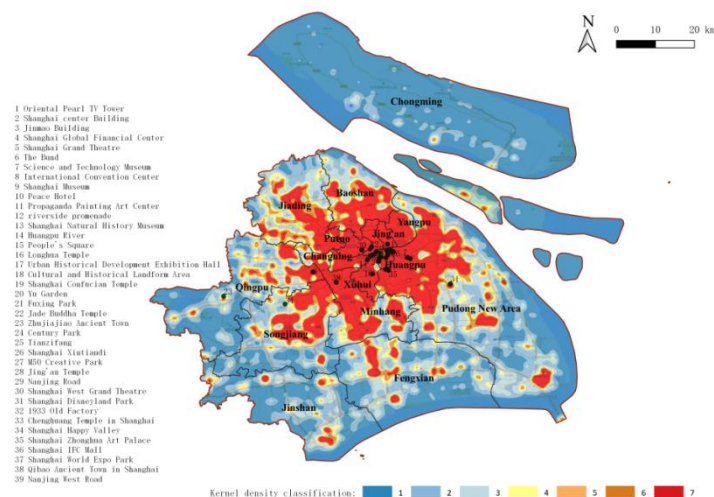 N
0 10 20 km
1 Oriental Pearl TV Tower
2 Shanghai center Building
3 Jinmao Building
4 Shanghai Global Financial Center
5 Shanghai Grand Theatre
6 The Bund
7 Science and Technology Museum
8 International Convention Center
9 Shanghai Museum
10 Peace Hotel
11 Propaganda Painting Art Center
12 riverside promenade
13 Shanghai Natural History Museum
14 Huangpu River
15 People's Square
16 Longhua Temple
17 Urban Historical Development Exhibition Hall
18 Cultural and Historical Landform Area
19 Shanghai Confucian Temple
20 Yu Garden
21 Fuxing Park
22 Jade Buddha Temple
23 Zhujiajiao Ancient Town
24 Century Park
25 Tianzifang
26 Shanghai Xintiandi
27 M50 Creative Park
28 Jing'an Temple
29 Nanjing Road
30 Shanghai West Grand Theatre
31 Shanghai Disneyland Park
32 1933 Old Factory
33 Chenghuang Temple in Shanghai
34 Shanghai Happy Valley
35 Shanghai Zhonghua Art Palace
36 Shanghai IFC Mall
37 Shanghai World Expo Park
38 Qibao Ancient Town in Shanghai
39 Nanjing West Road
Chongming
Baoshan
Jiading
Yangpu
Jing'an
Putuo
Changning
Huangpu
Xuhui
Qingpu
Pudong New Area
Minhang
Songjiang
Fengxian
Jinshan
Kernel density classification: 1 2 3 4 5 6 7